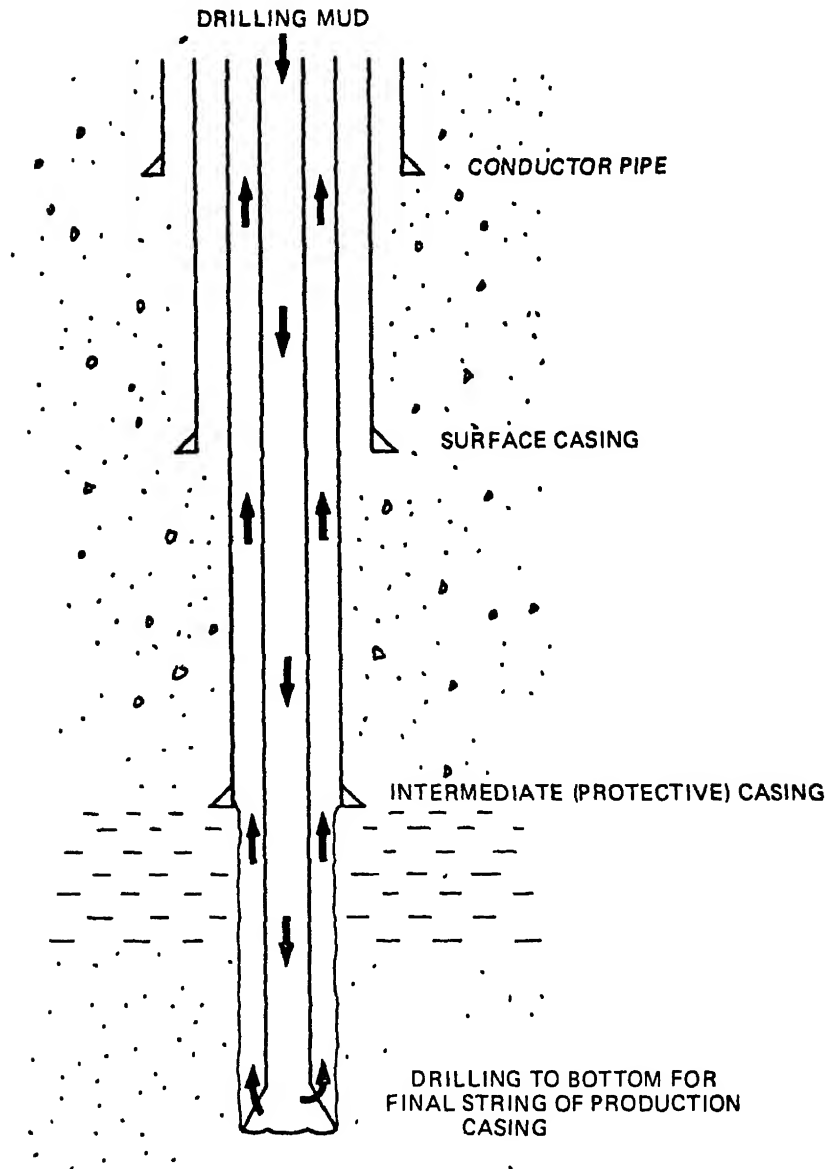 DRILLING MUD
CONDUCTOR PIPE
SURFACE CASING
INTERMEDIATE (PROTECTIVE) CASING
DRILLING TO BOTTOM FOR
FINAL STRING OF PRODUCTION
CASING